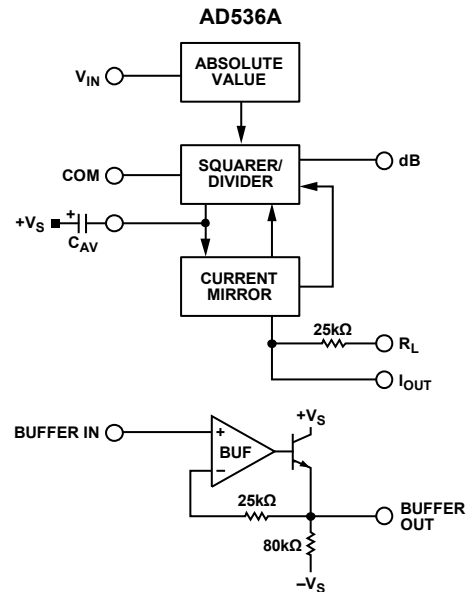 AD536A
ABSOLUTE
VALUE
V_IN
SQUARER/
DIVIDER
dB
COM
+V_S
+
C_AV
CURRENT
MIRROR
25kΩ
R_L
I_OUT
BUFFER IN
+V_S
+
BUF
–
25kΩ
BUFFER
OUT
80kΩ
–V_S